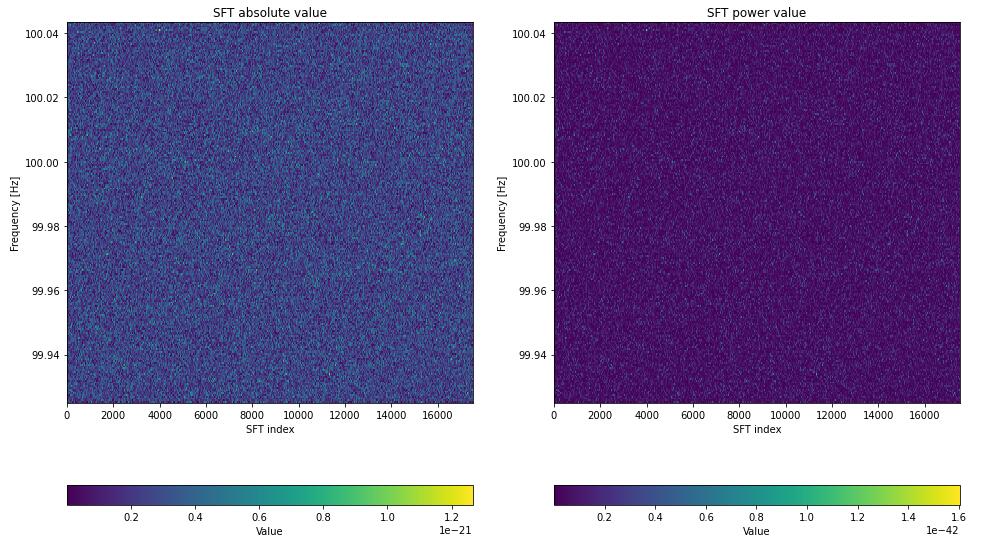 SFT absolute value
100.04
100.02
100.00
99.98
99.96
99.94
Frequency [Hz]
0 2000 4000 6000 8000 10000 12000 14000 16000
SFT index
0.2 0.4 0.6 0.8 1.0 1.2
1e−21
Value
SFT power value
100.04
100.02
100.00
99.98
99.96
99.94
Frequency [Hz]
0 2000 4000 6000 8000 10000 12000 14000 16000
SFT index
0.2 0.4 0.6 0.8 1.0 1.2 1.4 1.6
1e−42
Value